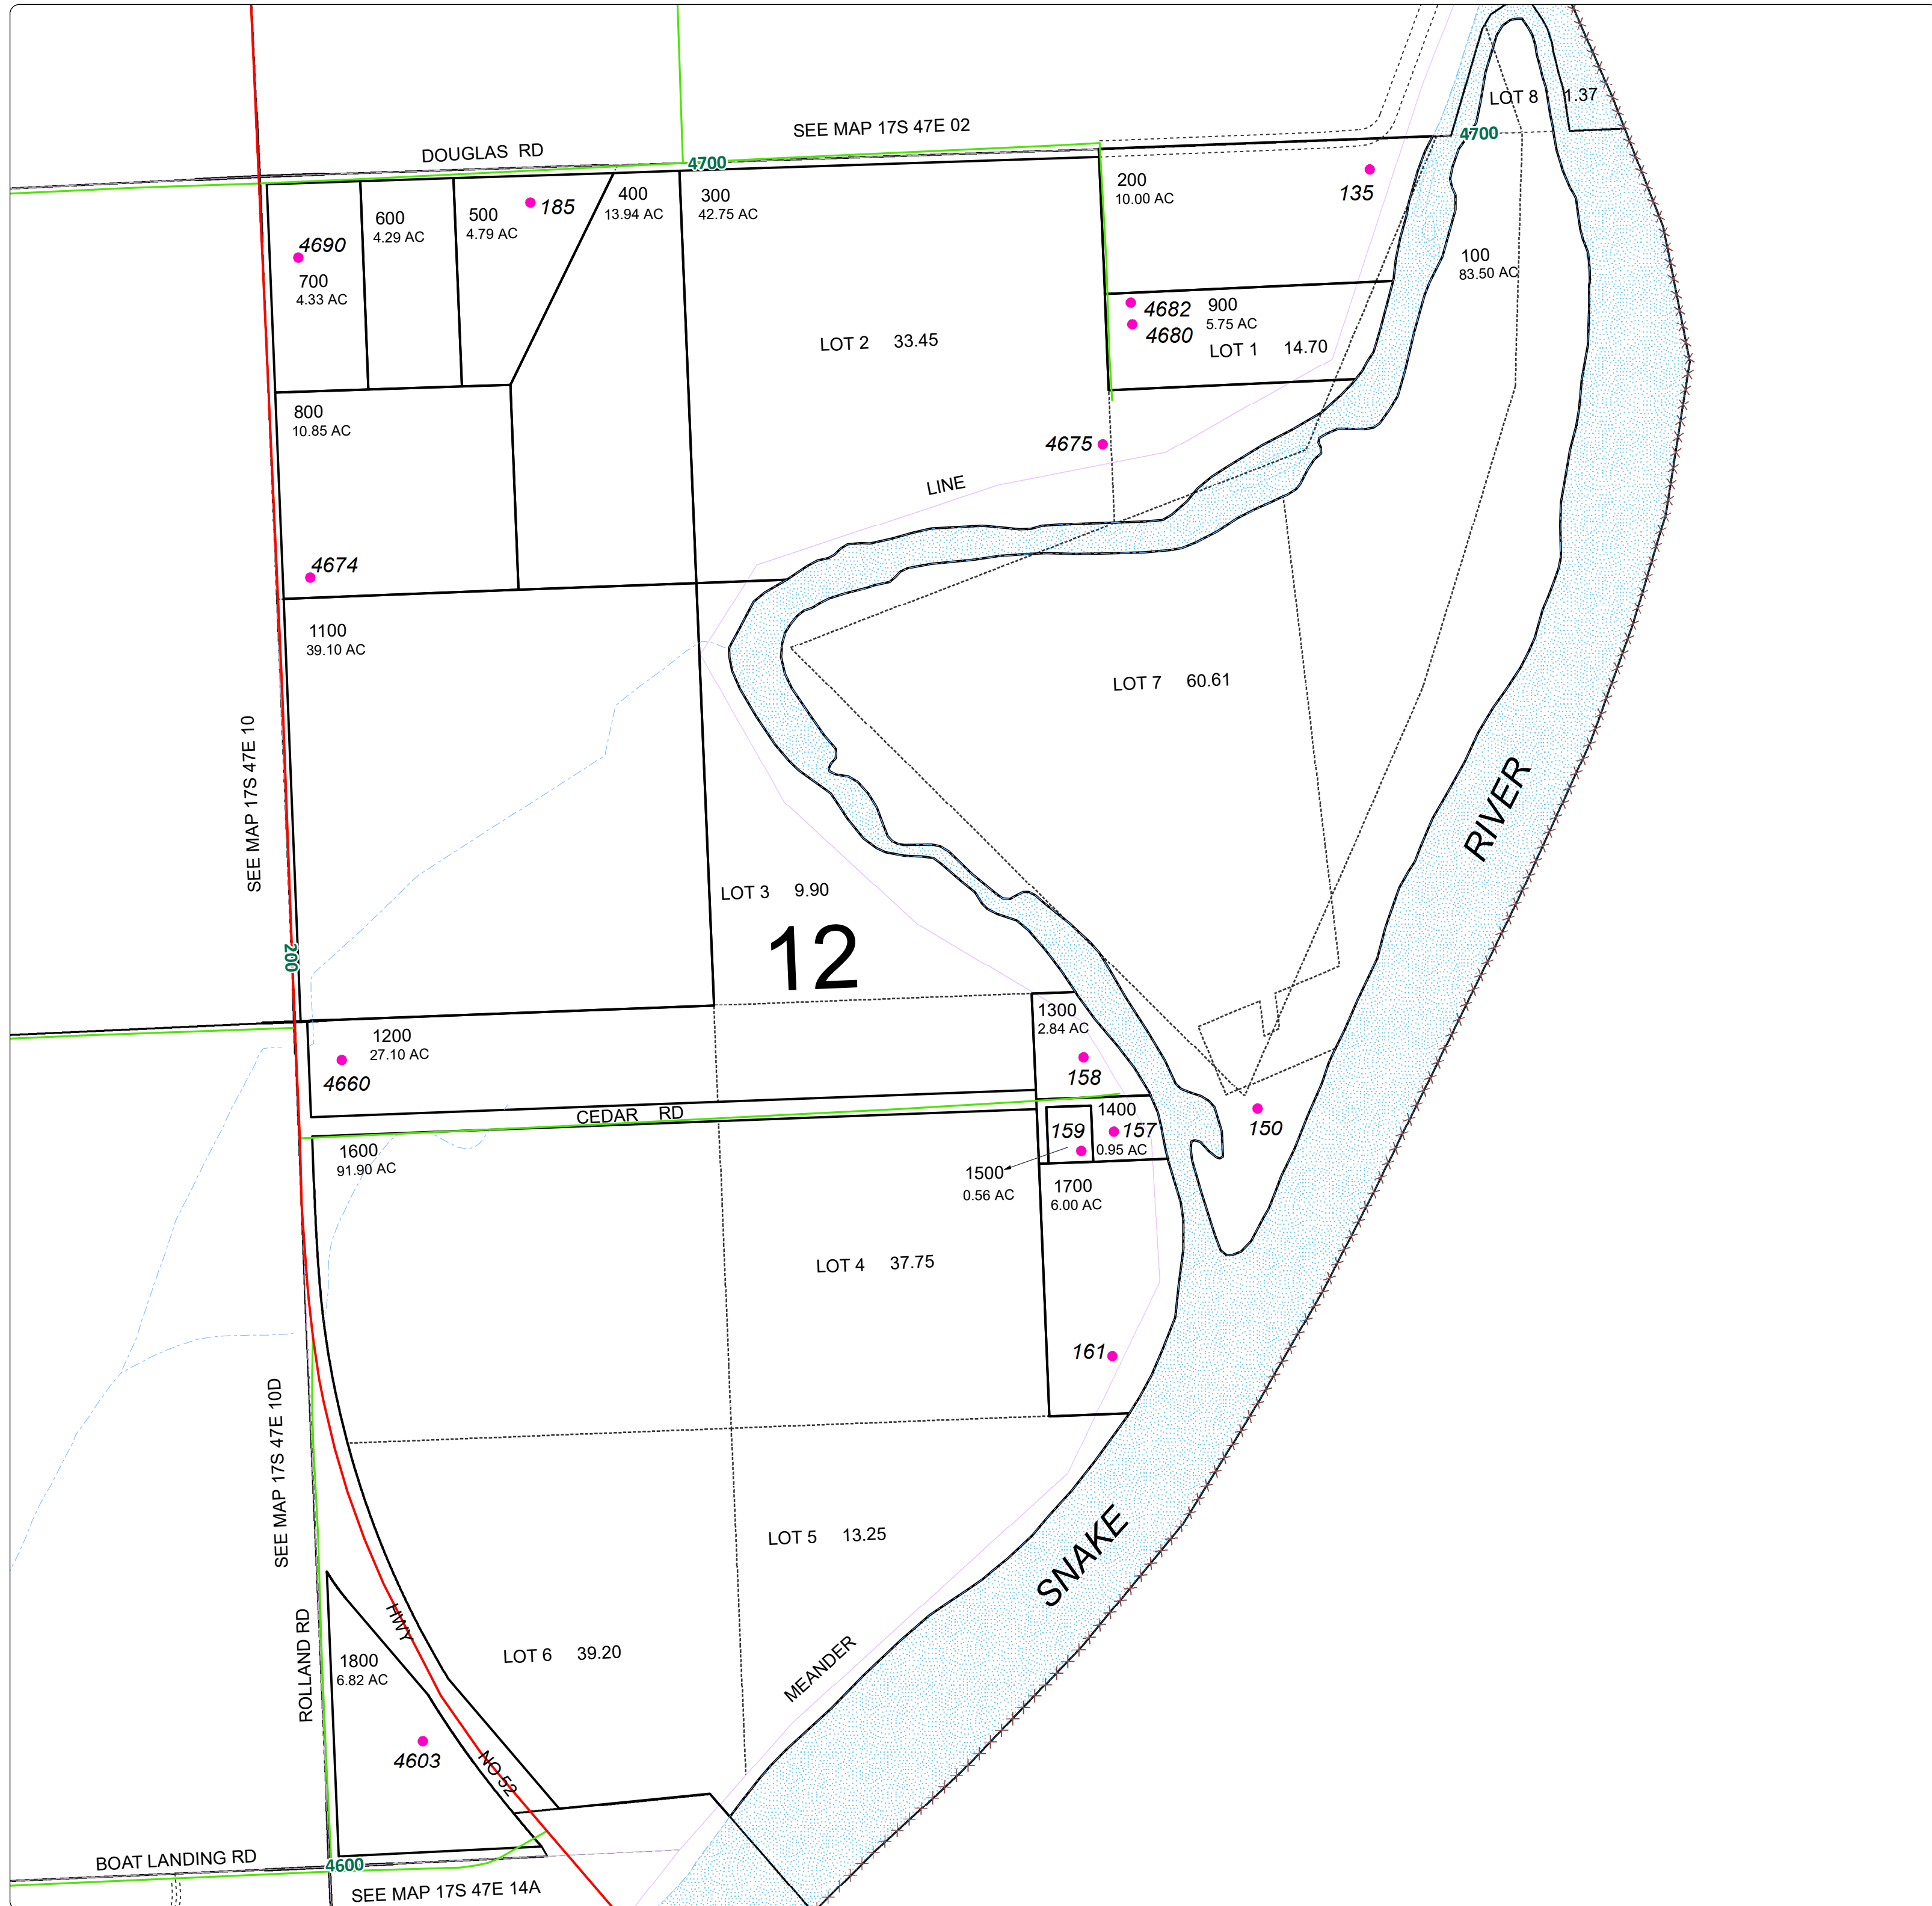 SEE MAP 17S 47E 02
DOUGLAS RD
4700
LOT 8 1.37
4700
200
10.00 AC
135
400
13.94 AC
300
42.75 AC
600
4.29 AC
500
4.79 AC
185
4690
700
4.33 AC
100
83.50 AC
4682
4680
900
5.75 AC
LOT 1 14.70
LOT 2 33.45
800
10.85 AC
4675
LINE
4674
1100
39.10 AC
LOT 7 60.61
SEE MAP 17S 47E 10
RIVER
LOT 3 9.90
12
200
1200
27.10 AC
4660
1300
2.84 AC
158
CEDAR RD
1400
157
0.95 AC
159
150
1600
91.90 AC
1500
0.56 AC
1700
6.00 AC
LOT 4 37.75
161
SEE MAP 17S 47E 10D
LOT 5 13.25
SNAKE
HWY
NO 52
LOT 6 39.20
MEANDER
ROLLAND RD
1800
6.82 AC
4603
BOAT LANDING RD
4600
SEE MAP 17S 47E 14A